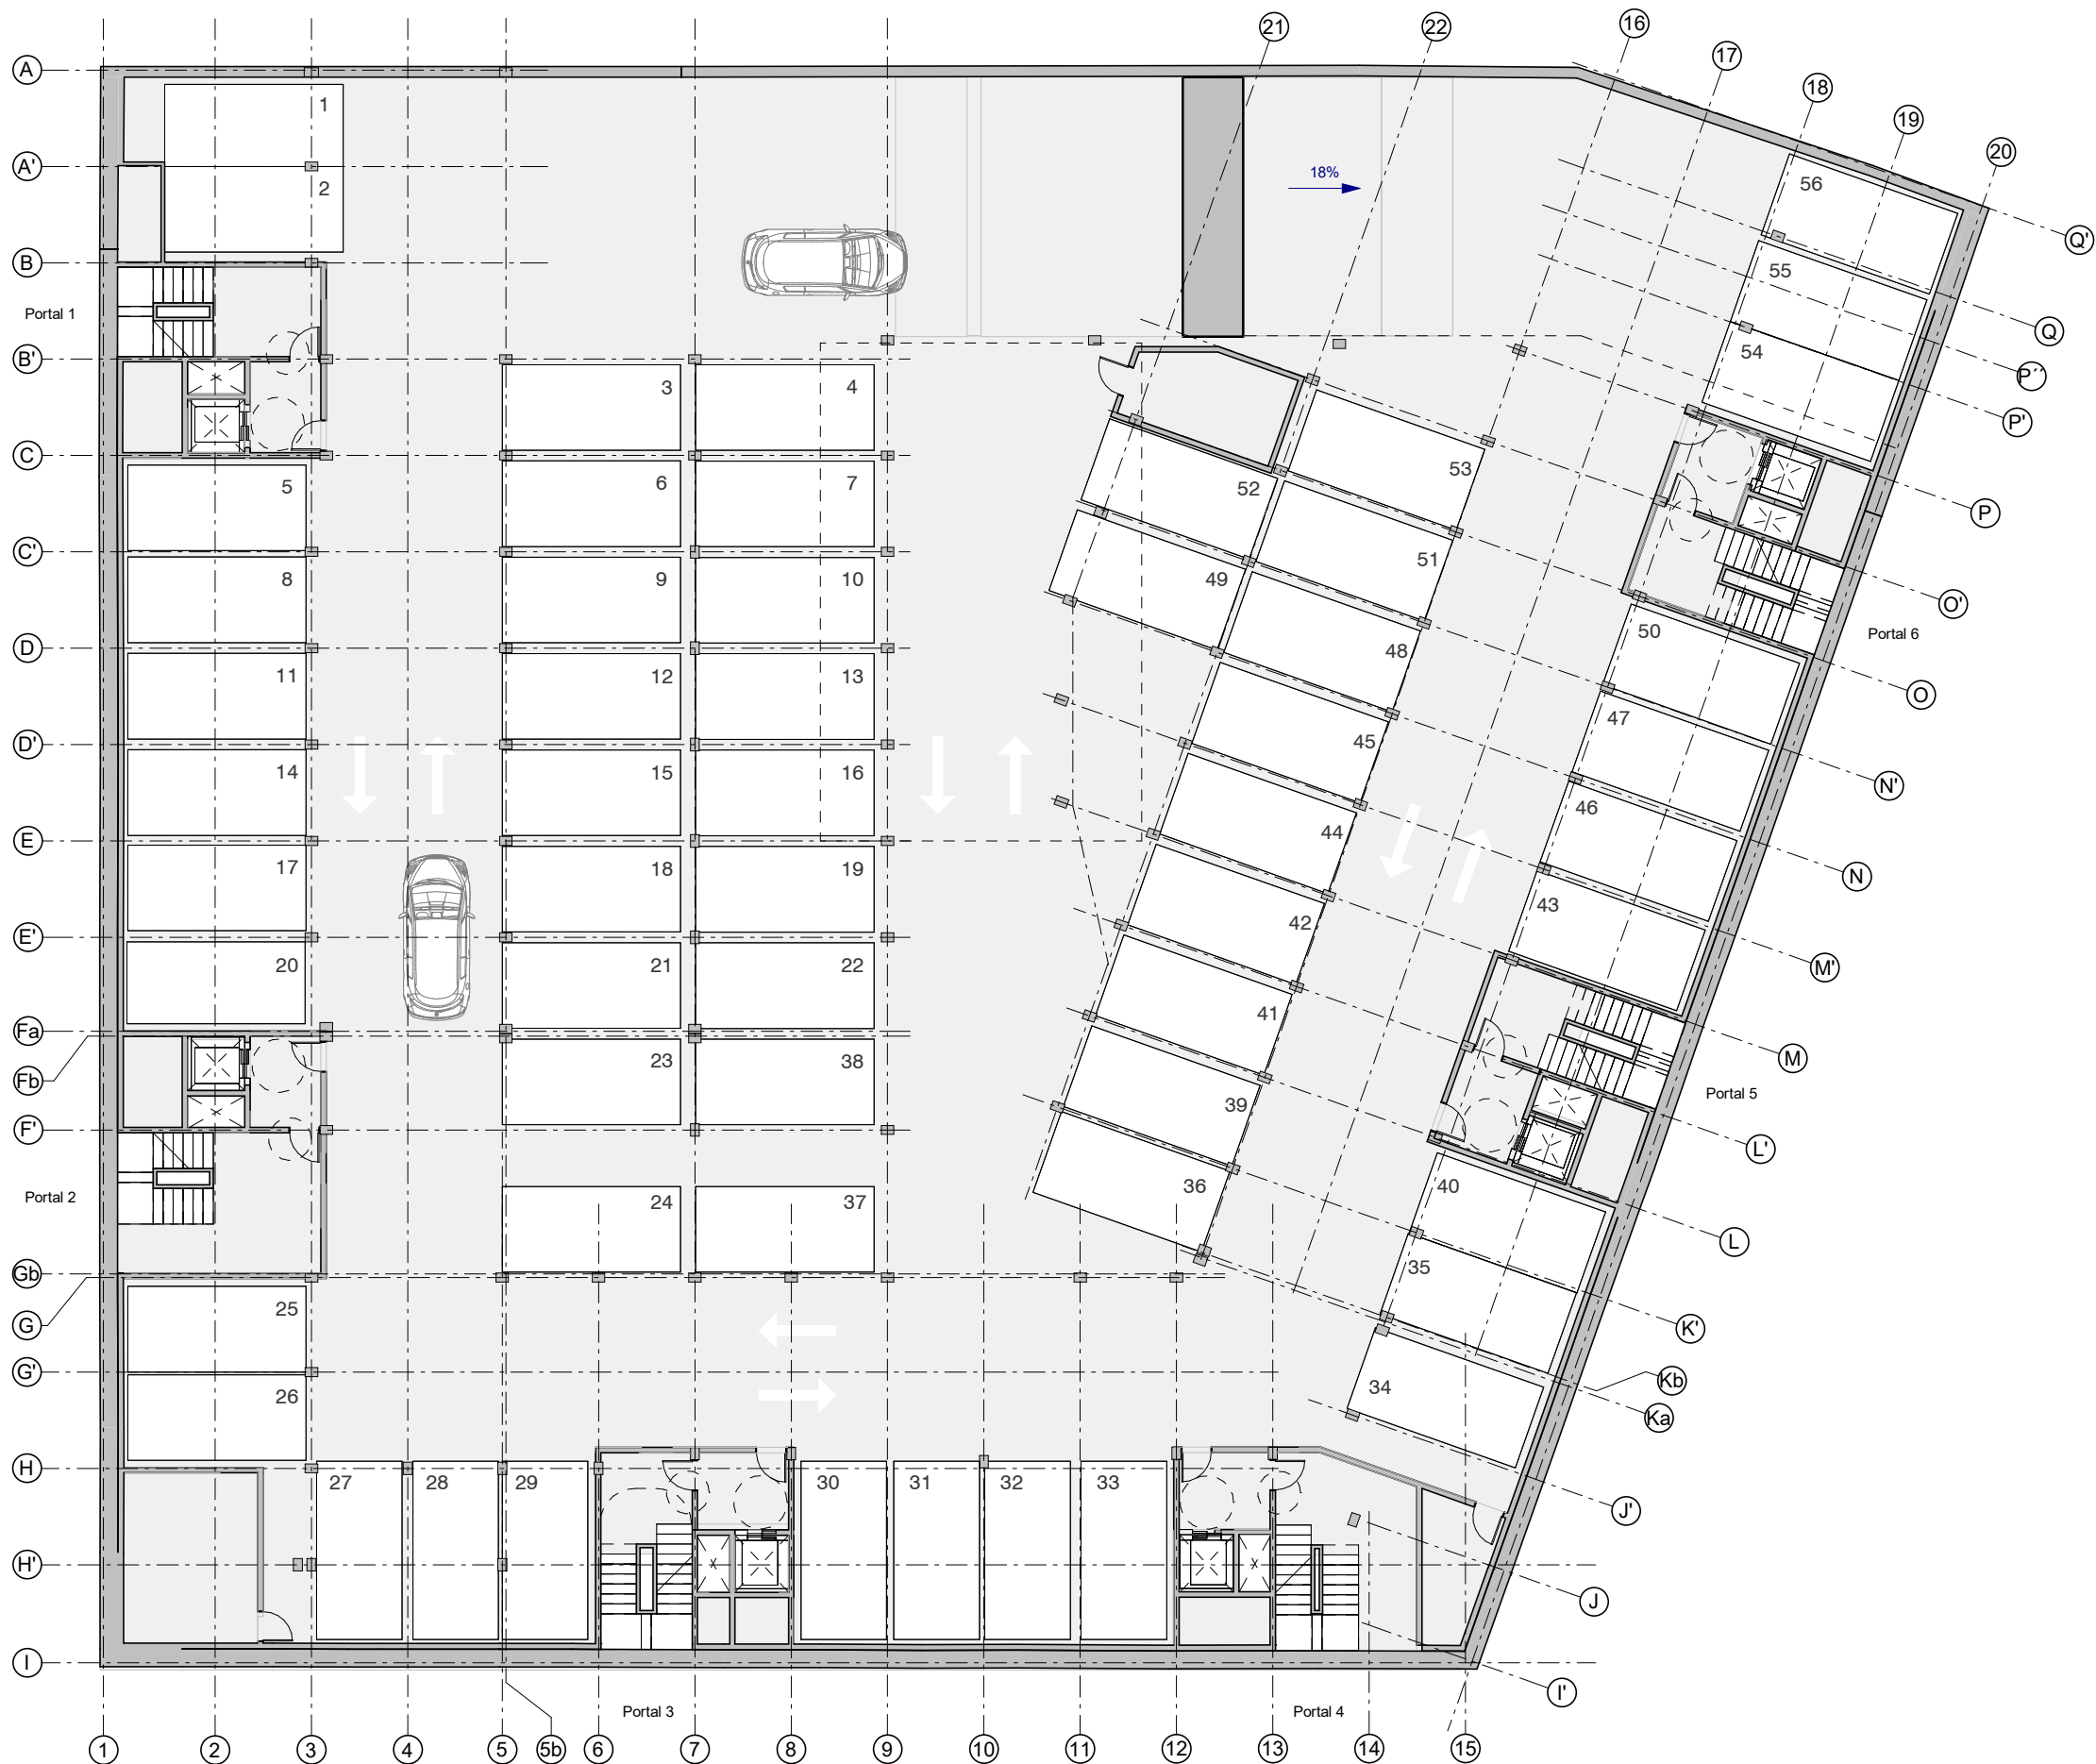 21
22
16
17
18
19
20
A
1
56
A'
18%
2
Q'
B
55
Portal 1
Q
54
B'
P´´
3
4
P'
C
53
5
6
7
52
P
C'
51
8
9
10
49
O'
50
Portal 6
D
48
11
12
13
O
47
D'
45
14
15
16
N'
46
44
E
17
18
19
N
43
42
E'
20
21
22
M'
41
Fa
23
38
M
Fb
Portal 5
39
F'
L'
36
40
Portal 2
24
37
L
Gb
35
25
G
K'
G'
Kb
34
26
Ka
H
27
28
29
30
31
32
33
J'
H'
J
I
I'
Portal 3
Portal 4
1
2
3
4
5
5b
6
7
8
9
10
11
12
13
14
15